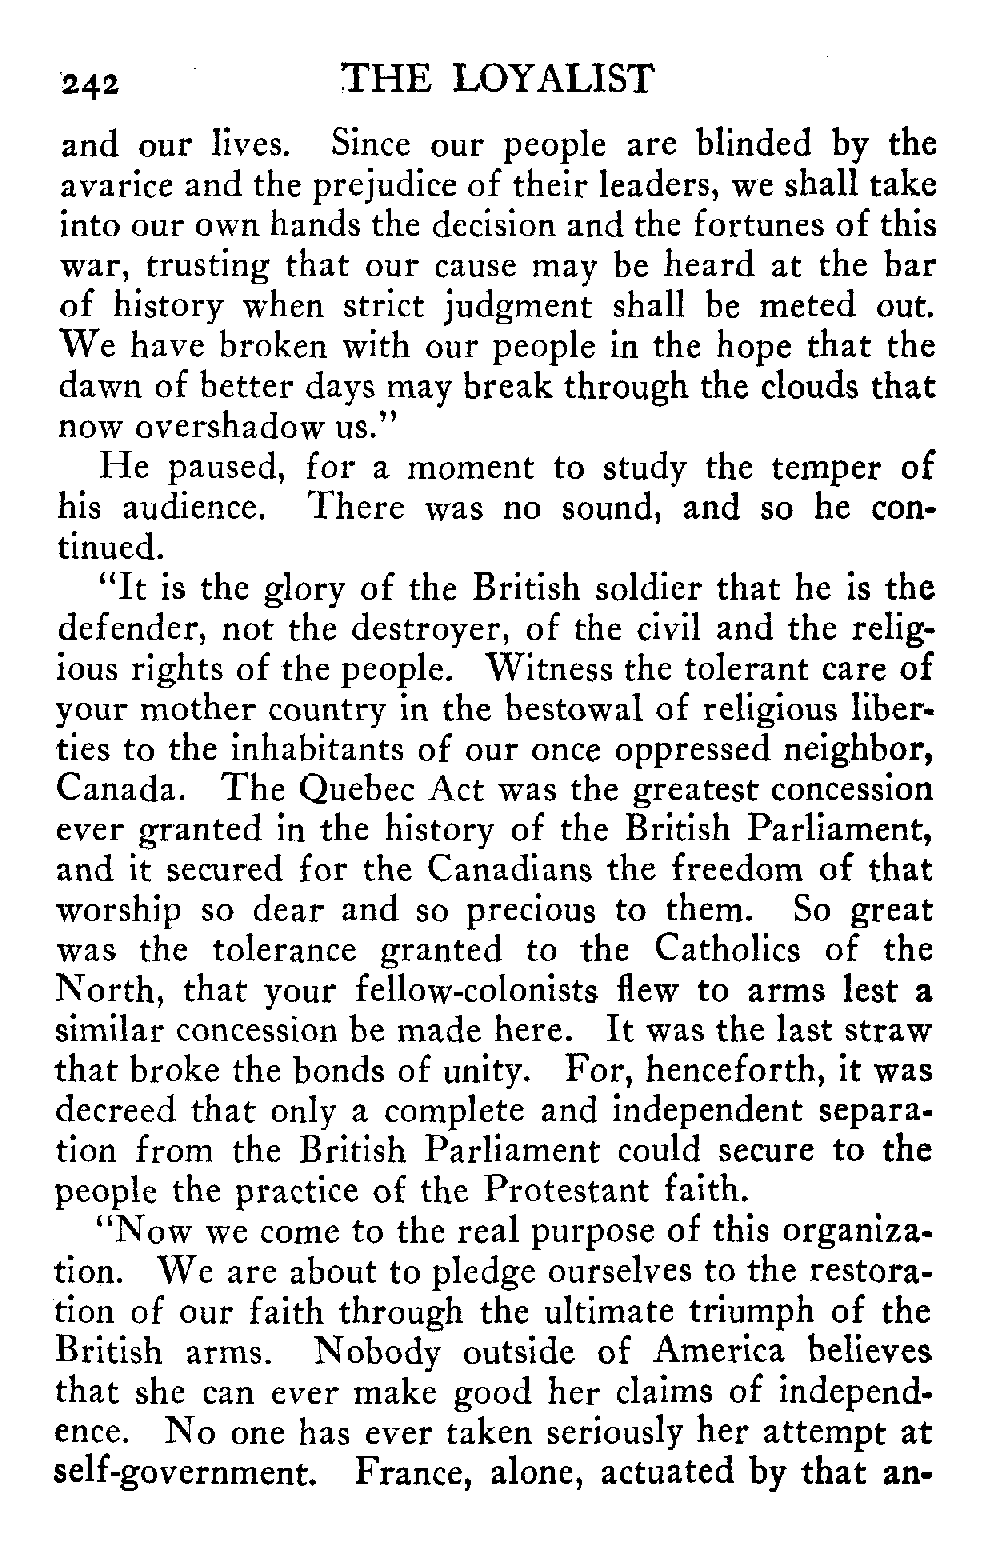 242 THE LOYALIST
and our lives. Since our people are blinded by the
avarice and the prejudice of their leaders, we shall take
into our own hands the decision and the fortunes of this
war, trusting that our cause may be heard at the bar
of history when strict judgment shall be meted out.
We have broken with our people in the hope that the
dawn of better days may break through the clouds that
now overshadow us."
He paused, for a moment to study the temper of
his audience. There was no sound, and so he con-
tinued.
"It is the glory of the British soldier that he is the
defender, not the destroyer, of the civil and the relig-
ious rights of the people. Witness the tolerant care of
your mother country in the bestowal of religious liber-
ties to the inhabitants of our once oppressed neighbor,
Canada. The Quebec Act was the greatest concession
ever granted in the history of the British Parliament,
and it secured for the Canadians the freedom of that
worship so dear and so precious to them. So great
was the tolerance granted to the Catholics of the
North, that your fellow-colonists flew to arms lest a
similar concession be made here. It was the last straw
that broke the bonds of unity. For, henceforth, it was
decreed that only a complete and independent separa-
tion from the British Parliament could secure to the
people the practice of the Protestant faith.
"Now we come to the real purpose of this organiza-
tion. We are about to pledge ourselves to the restora-
tion of our faith through the ultimate triumph of the
British arms. Nobody outside of America believes
that she can ever make good her claims of independ-
ence. No one has ever taken seriously her attempt at
self-government. France, alone, actuated by that an-